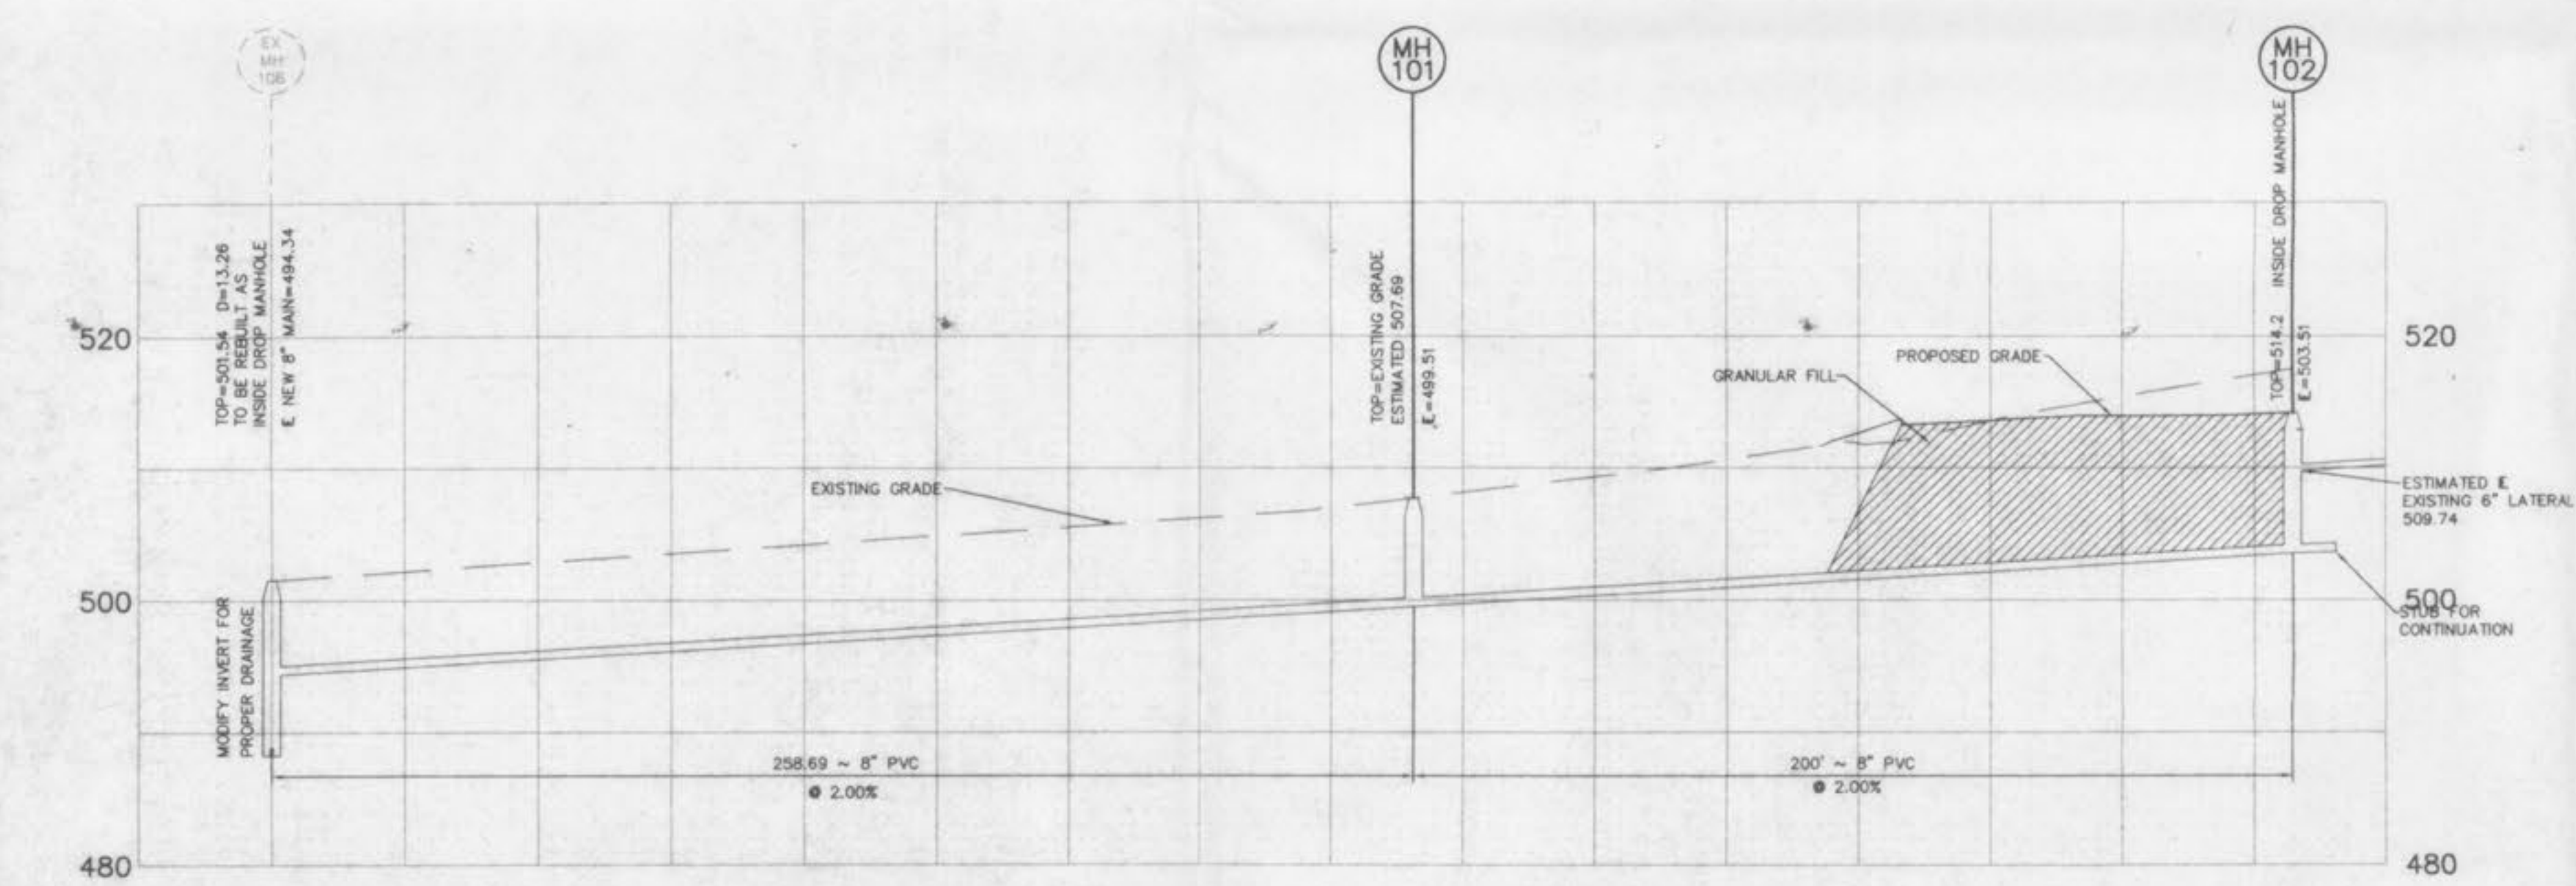 EX
MH
106
MH
101
MH
102
TOP=501.54 D=13.26
TO BE REBUILT AS
INSIDE DROP MANHOLE
E NEW 8" MAIN=494.34
TOP=EXISTING GRADE
ESTIMATED 507.69
E=499.51
TOP=514.2 INSIDE DROP MANHOLE
E=503.51
520
520
PROPOSED GRADE
GRANULAR FILL
EXISTING GRADE
ESTIMATED E
EXISTING 6" LATERAL
509.74
500
500
STUB FOR
CONTINUATION
MODIFY INVERT FOR
PROPER DRAINAGE
258.69 ~ 8" PVC
@ 2.00%
200' ~ 8" PVC
@ 2.00%
480
480